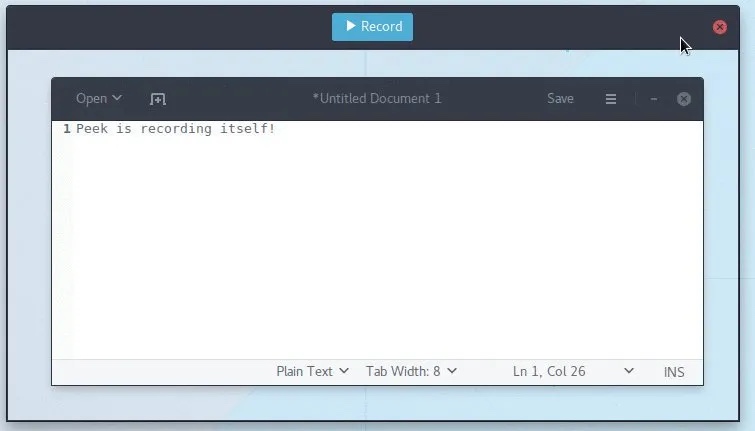 Record
Open *Untitled Document 1 Save
1 Peek is recording itself!
Plain Text Tab Width: 8 Ln 1, Col 26 INS